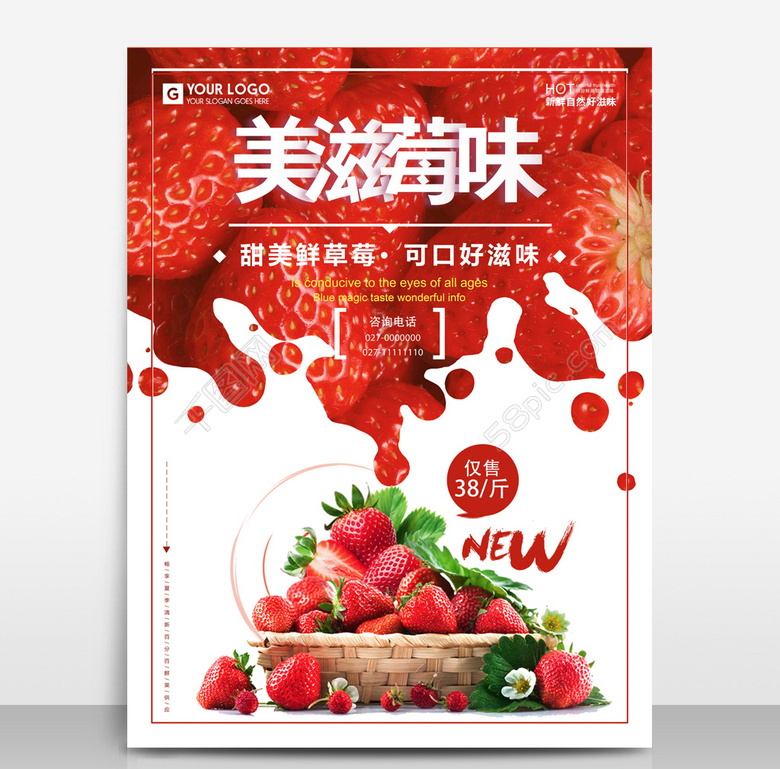 G YOUR LOGO
YOUR SLOGAN GOES HERE
HOT
新鲜自然好滋味
美滋莓味
甜美鲜草莓·可口好滋味
Is conducive to the eyes of all ages
Blue magic taste wonderful info
咨询电话
027-0000000
027-11111110
仅售
38/斤
NEW